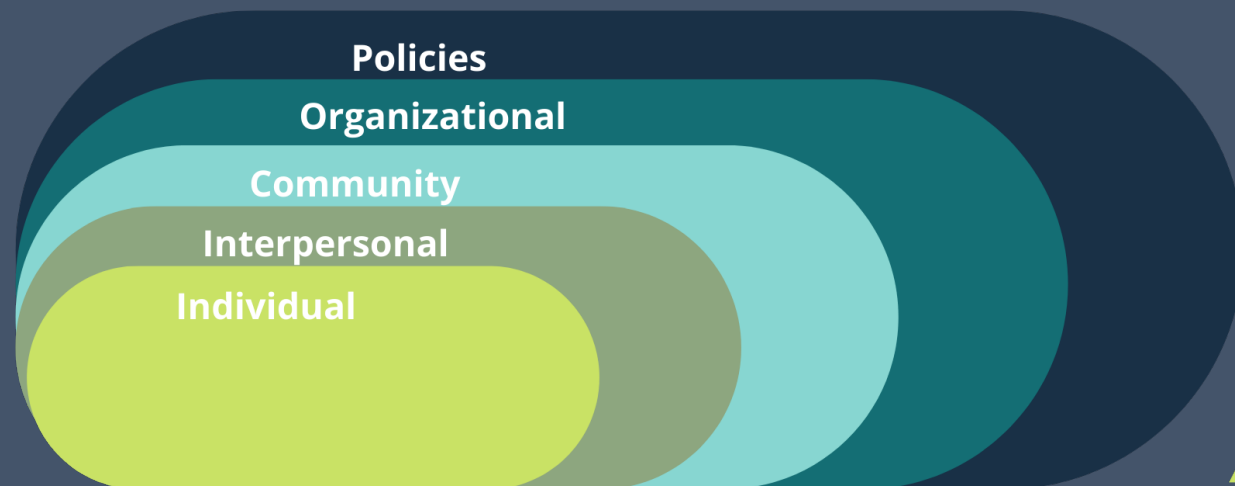 Policies
Organizational
Community
Interpersonal
Individual